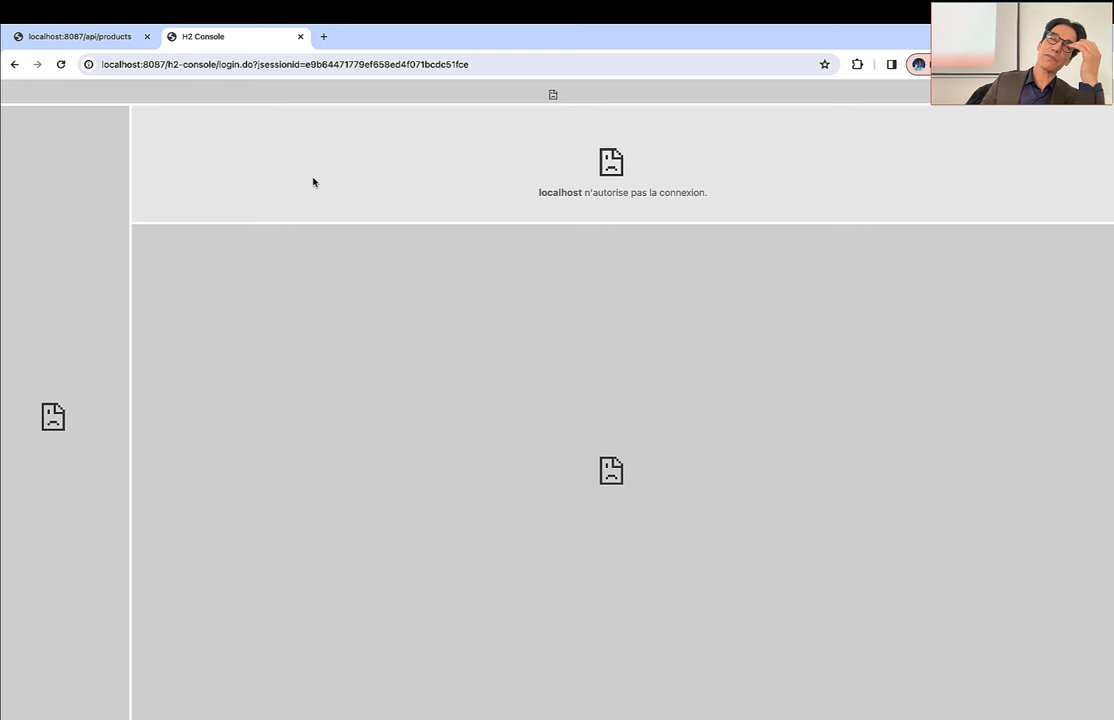 localhost:8087/api/products
H2 Console
localhost:8087/h2-console/login.do?jsessionid=e9b64471779ef658ed4f071bcdc51fce
localhost n'autorise pas la connexion.